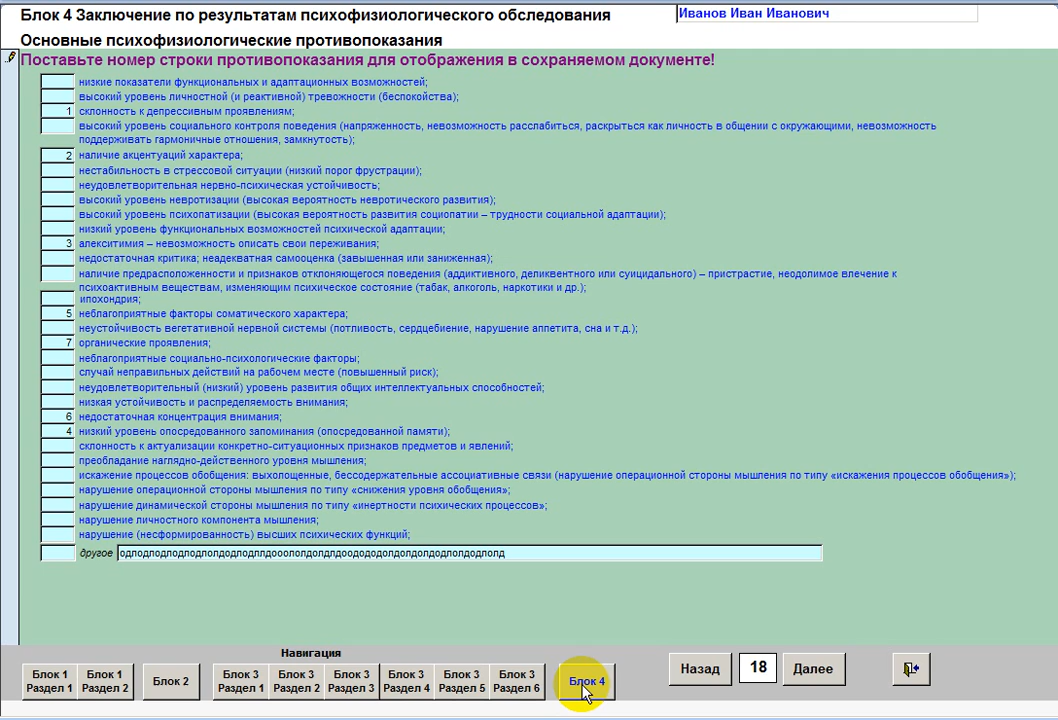 Блок 4 Заключение по результатам психофизиологического обследования
Иванов Иван Иванович
Основные психофизиологические противопоказания
Поставьте номер строки противопоказания для отображения в сохраняемом документе!
низкие показатели функциональных и адаптационных возможностей;
высокий уровень личностной (и реактивной) тревожности (беспокойства);
1 склонность к депрессивным проявлениям;
высокий уровень социального контроля поведения (напряженность, невозможность расслабиться, раскрыться как личность в общении с окружающими, невозможность
поддерживать гармоничные отношения, замкнутость);
2 наличие акцентуаций характера;
нестабильность в стрессовой ситуации (низкий порог фрустрации);
неудовлетворительная нервно-психическая устойчивость;
высокий уровень невротизации (высокая вероятность невротического развития);
высокий уровень психопатизации (высокая вероятность развития социопатии – трудности социальной адаптации);
низкий уровень функциональных возможностей психической адаптации;
3 алекситимия – невозможность описать свои переживания;
недостаточная критика; неадекватная самооценка (завышенная или заниженная);
наличие предрасположенности и признаков отклоняющегося поведения (аддиктивного, деликвентного или суицидального) – пристрастие, неодолимое влечение к
психоактивным веществам, изменяющим психическое состояние (табак, алкоголь, наркотики и др.);
ипохондрия;
5 неблагоприятные факторы соматического характера;
неустойчивость вегетативной нервной системы (потливость, сердцебиение, нарушение аппетита, сна и т.д.);
7 органические проявления;
неблагоприятные социально-психологические факторы;
случай неправильных действий на рабочем месте (повышенный риск);
неудовлетворительный (низкий) уровень развития общих интеллектуальных способностей;
низкая устойчивость и распределяемость внимания;
6 недостаточная концентрация внимания;
4 низкий уровень опосредованного запоминания (опосредованной памяти);
склонность к актуализации конкретно-ситуационных признаков предметов и явлений;
преобладание наглядно-действенного уровня мышления;
искажение процессов обобщения: выхолощенные, бессодержательные ассоциативные связи (нарушение операционной стороны мышления по типу «искажения процессов обобщения»);
нарушение операционной стороны мышления по типу «снижения уровня обобщения»;
нарушение динамической стороны мышления по типу «инертности психических процессов»;
нарушение личностного компонента мышления;
нарушение (несформированность) высших психических функций;
другое
Навигация
Блок 1 Блок 1 Блок 2 Блок 3 Блок 3 Блок 3 Блок 3 Блок 3 Блок 3 Блок 4 Назад 18 Далее
Раздел 1 Раздел 2 Раздел 1 Раздел 2 Раздел 3 Раздел 4 Раздел 5 Раздел 6